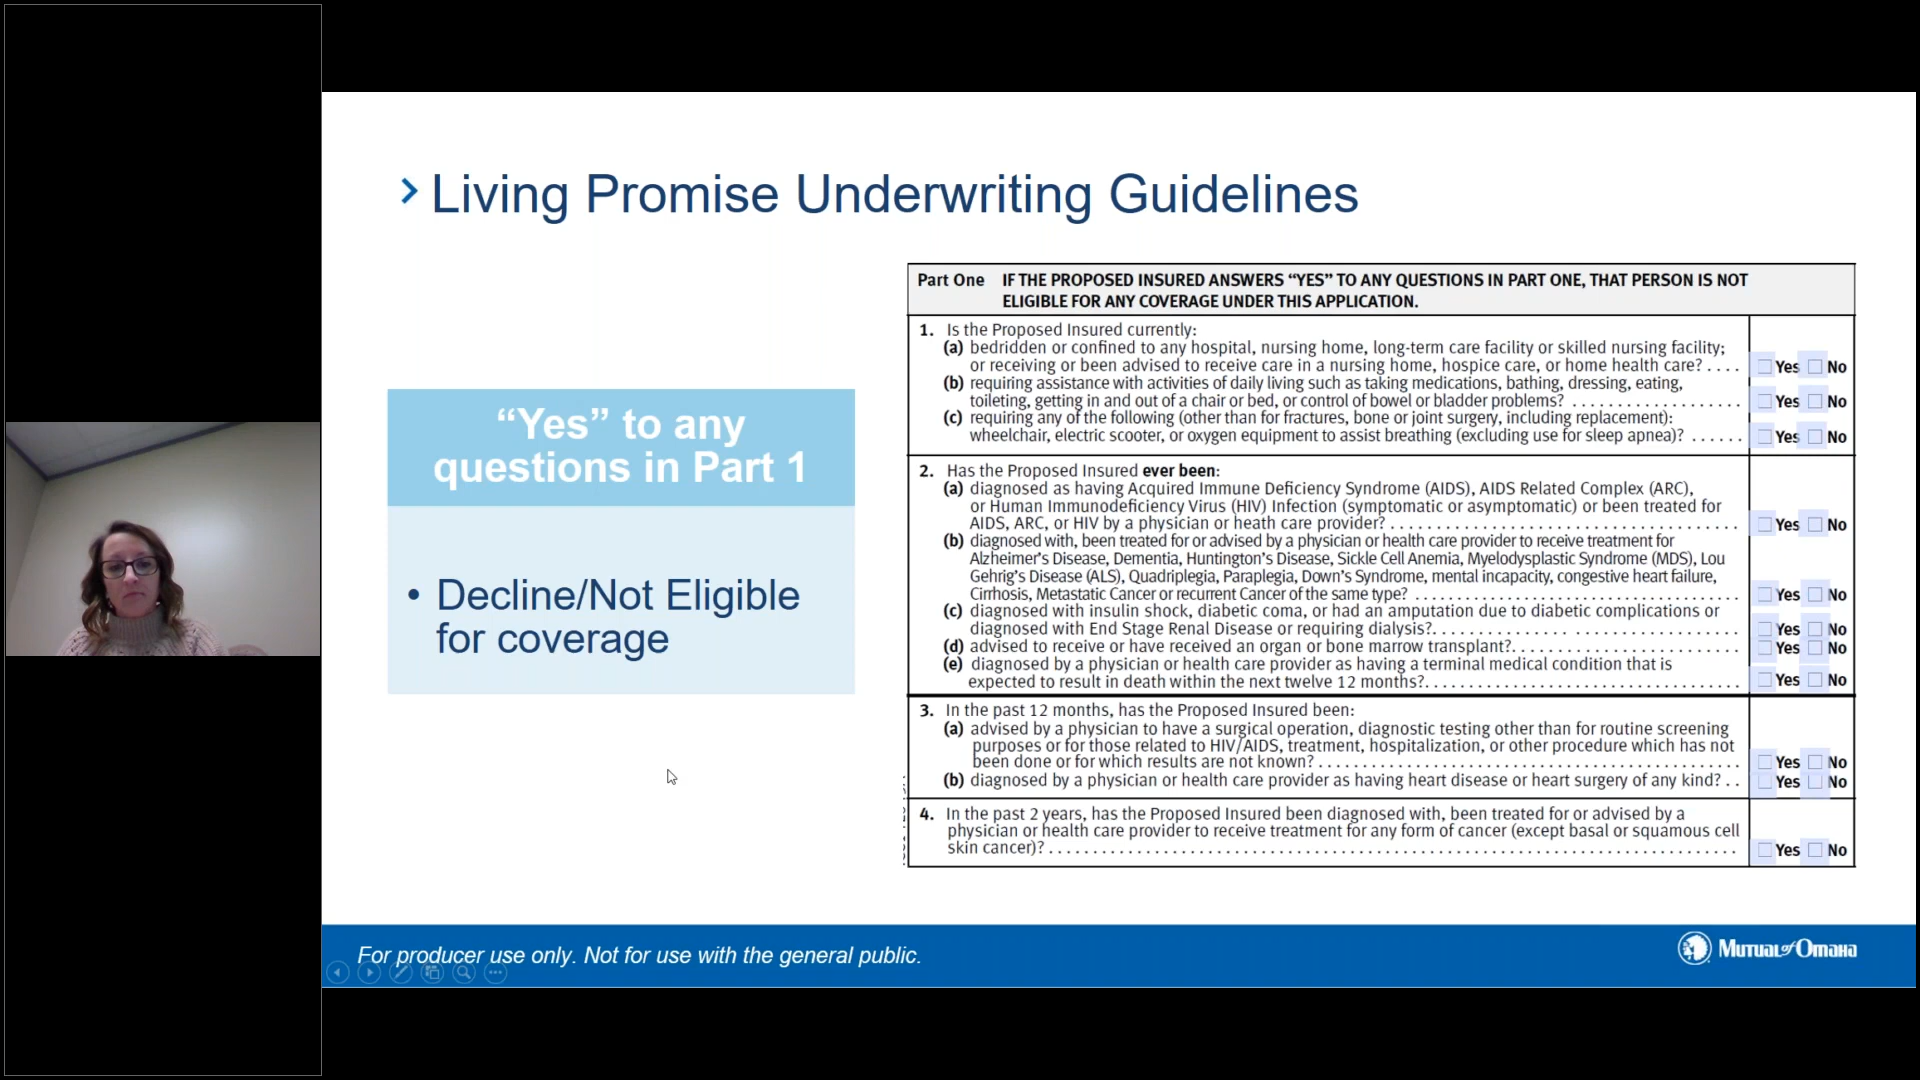 Living Promise Underwriting Guidelines
“Yes” to any
questions in Part 1
• Decline/Not Eligible
for coverage
Part One IF THE PROPOSED INSURED ANSWERS “YES” TO ANY QUESTIONS IN PART ONE, THAT PERSON IS NOT
ELIGIBLE FOR ANY COVERAGE UNDER THIS APPLICATION.
1. Is the Proposed Insured currently:
(a) bedridden or confined to any hospital, nursing home, long-term care facility or skilled nursing facility;
or receiving or been advised to receive care in a nursing home, hospice care, or home health care? . . . . Yes No
(b) requiring assistance with activities of daily living such as taking medications, bathing, dressing, eating,
toileting, getting in and out of a chair or bed, or control of bowel or bladder problems? . . . . . . . . . . . . . . . . . . . Yes No
(c) requiring any of the following (other than for fractures, bone or joint surgery, including replacement):
wheelchair, electric scooter, or oxygen equipment to assist breathing (excluding use for sleep apnea)? . . . . . . Yes No
2. Has the Proposed Insured ever been:
(a) diagnosed as having Acquired Immune Deficiency Syndrome (AIDS), AIDS Related Complex (ARC),
or Human Immunodeficiency Virus (HIV) Infection (symptomatic or asymptomatic) or been treated for
AIDS, ARC, or HIV by a physician or heath care provider? . . . . . . . . . . . . . . . . . . . . . . . . . . . . . . . . . . . . . . . Yes No
(b) diagnosed with, been treated for or advised by a physician or health care provider to receive treatment for
Alzheimer’s Disease, Dementia, Huntington’s Disease, Sickle Cell Anemia, Myelodysplastic Syndrome (MDS), Lou
Gehrig’s Disease (ALS), Quadriplegia, Paraplegia, Down’s Syndrome, mental incapacity, congestive heart failure,
Cirrhosis, Metastatic Cancer or recurrent Cancer of the same type? . . . . . . . . . . . . . . . . . . . . . . . . . . . . . . . . . . . . Yes No
(c) diagnosed with insulin shock, diabetic coma, or had an amputation due to diabetic complications or
diagnosed with End Stage Renal Disease or requiring dialysis?. . . . . . . . . . . . . . . . . . . . . . . . . . . . . . . . . . Yes No
(d) advised to receive or have received an organ or bone marrow transplant?. . . . . . . . . . . . . . . . . . . . . . . . . Yes No
(e) diagnosed by a physician or health care provider as having a terminal medical condition that is
expected to result in death within the next twelve 12 months?. . . . . . . . . . . . . . . . . . . . . . . . . . . . . . . . . . . Yes No
3. In the past 12 months, has the Proposed Insured been:
(a) advised by a physician to have a surgical operation, diagnostic testing other than for routine screening
purposes or for those related to HIV/AIDS, treatment, hospitalization, or other procedure which has not
been done or for which results are not known? . . . . . . . . . . . . . . . . . . . . . . . . . . . . . . . . . . . . . . . . . . . . . . . Yes No
(b) diagnosed by a physician or health care provider as having heart disease or heart surgery of any kind? . . Yes No
4. In the past 2 years, has the Proposed Insured been diagnosed with, been treated for or advised by a
physician or health care provider to receive treatment for any form of cancer (except basal or squamous cell
skin cancer)? . . . . . . . . . . . . . . . . . . . . . . . . . . . . . . . . . . . . . . . . . . . . . . . . . . . . . . . . . . . . . . . . . . . . . . . . . Yes No
For producer use only. Not for use with the general public.
Mutual of Omaha